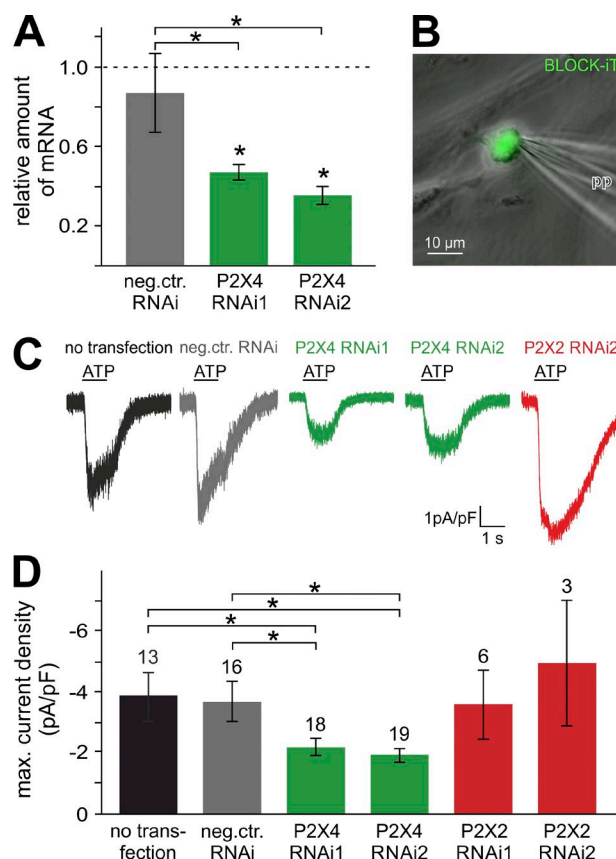 A
B
*
*
1.0
0.6
0.2
relative amount
of mRNA
*
*
neg.ctr.
RNAi
P2X4
RNAi1
P2X4
RNAi2
BLOCK-iT
pp
10 µm
C
no transfection
neg.ctr. RNAi
P2X4 RNAi1
P2X4 RNAi2
P2X2 RNAi2
ATP
ATP
ATP
ATP
ATP
1pA/pF
1 s
D
*
*
*
*
-6
-4
-2
0
max. current density
(pA/pF)
13
16
18
19
6
3
no trans-
fection
neg.ctr.
RNAi
P2X4
RNAi1
P2X4
RNAi2
P2X2
RNAi1
P2X2
RNAi2